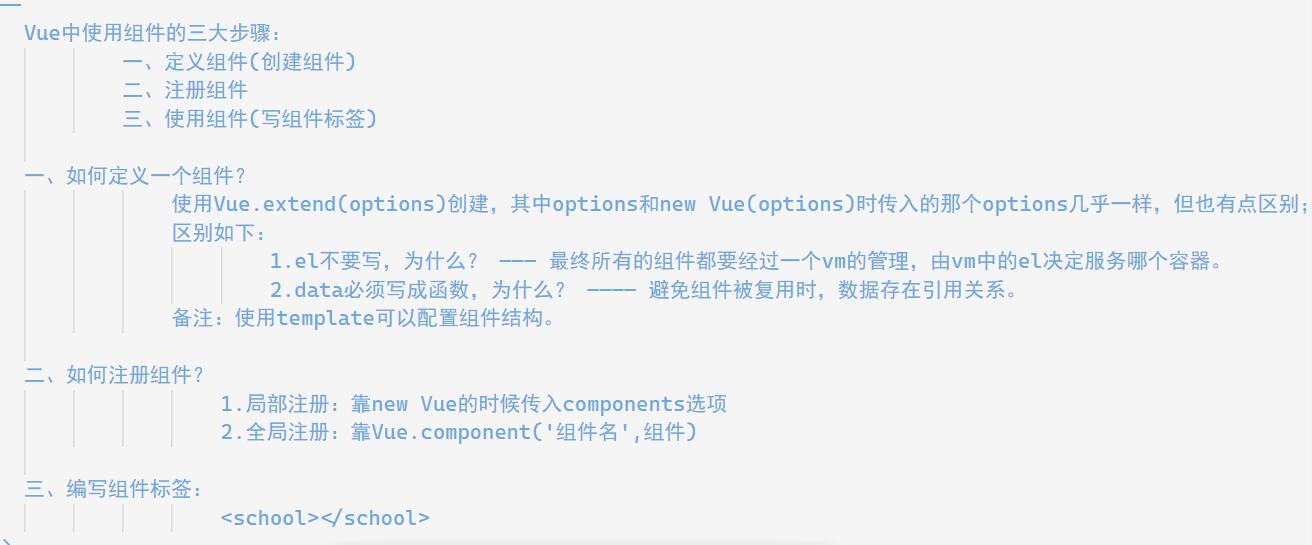 Vue中使用组件的三大步骤:
一、定义组件(创建组件)
二、注册组件
三、使用组件(写组件标签)
一、如何定义一个组件?
使用Vue.extend(options)创建，其中options和new Vue(options)时传入的那个options几乎一样，但也有点区别;
区别如下:
1.el不要写，为什么? ——— 最终所有的组件都要经过一个vm的管理，由vm中的el决定服务哪个容器。
2.data必须写成函数，为什么? ———— 避免组件被复用时，数据存在引用关系。
备注: 使用template可以配置组件结构。
二、如何注册组件?
1.局部注册: 靠new Vue的时候传入components选项
2.全局注册: 靠Vue.component('组件名',组件)
三、编写组件标签:
<school></school>